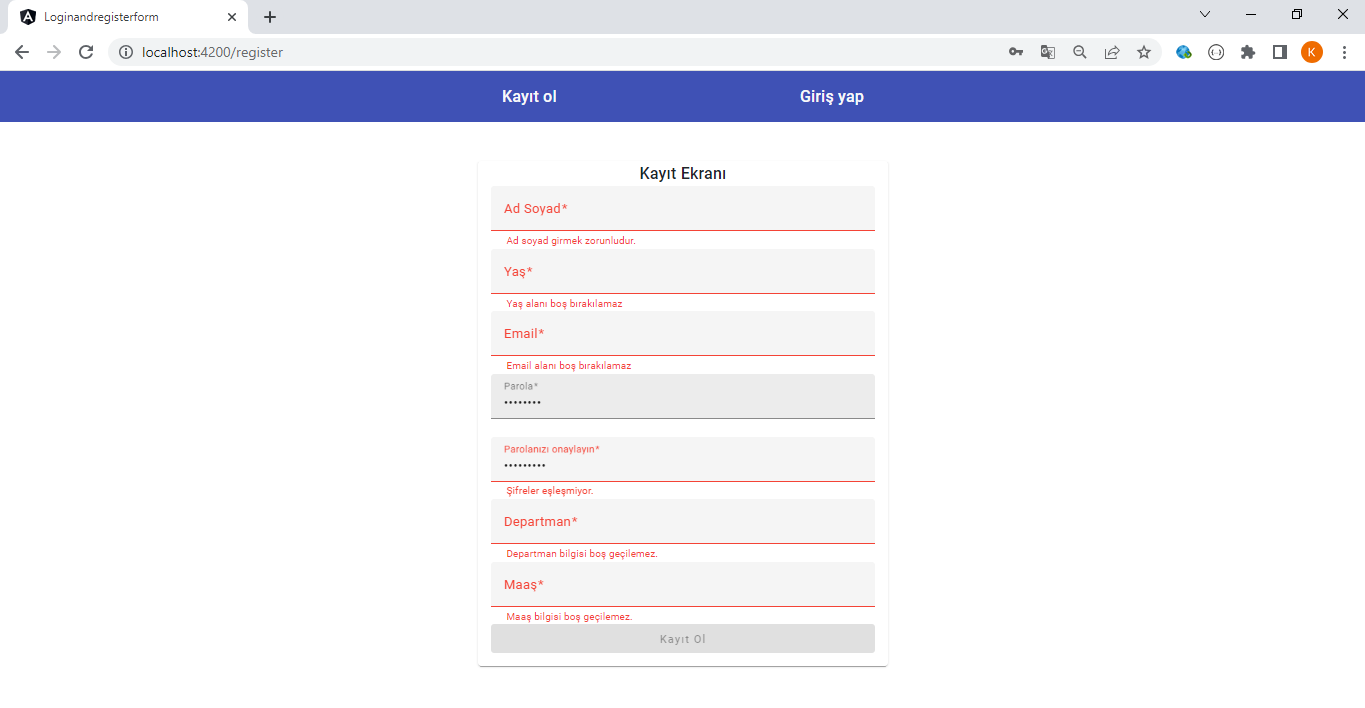 Loginandregisterform
localhost:4200/register
K
Kayıt ol Giriş yap
Kayıt Ekranı
Ad Soyad*
Ad soyad girmek zorunludur.
Yaş*
Yaş alanı boş bırakılamaz
Email*
Email alanı boş bırakılamaz
Parola*
••••••••
Parolanızı onaylayın*
•••••••••
Şifreler eşleşmiyor.
Departman*
Departman bilgisi boş geçilemez.
Maaş*
Maaş bilgisi boş geçilemez.
Kayıt Ol